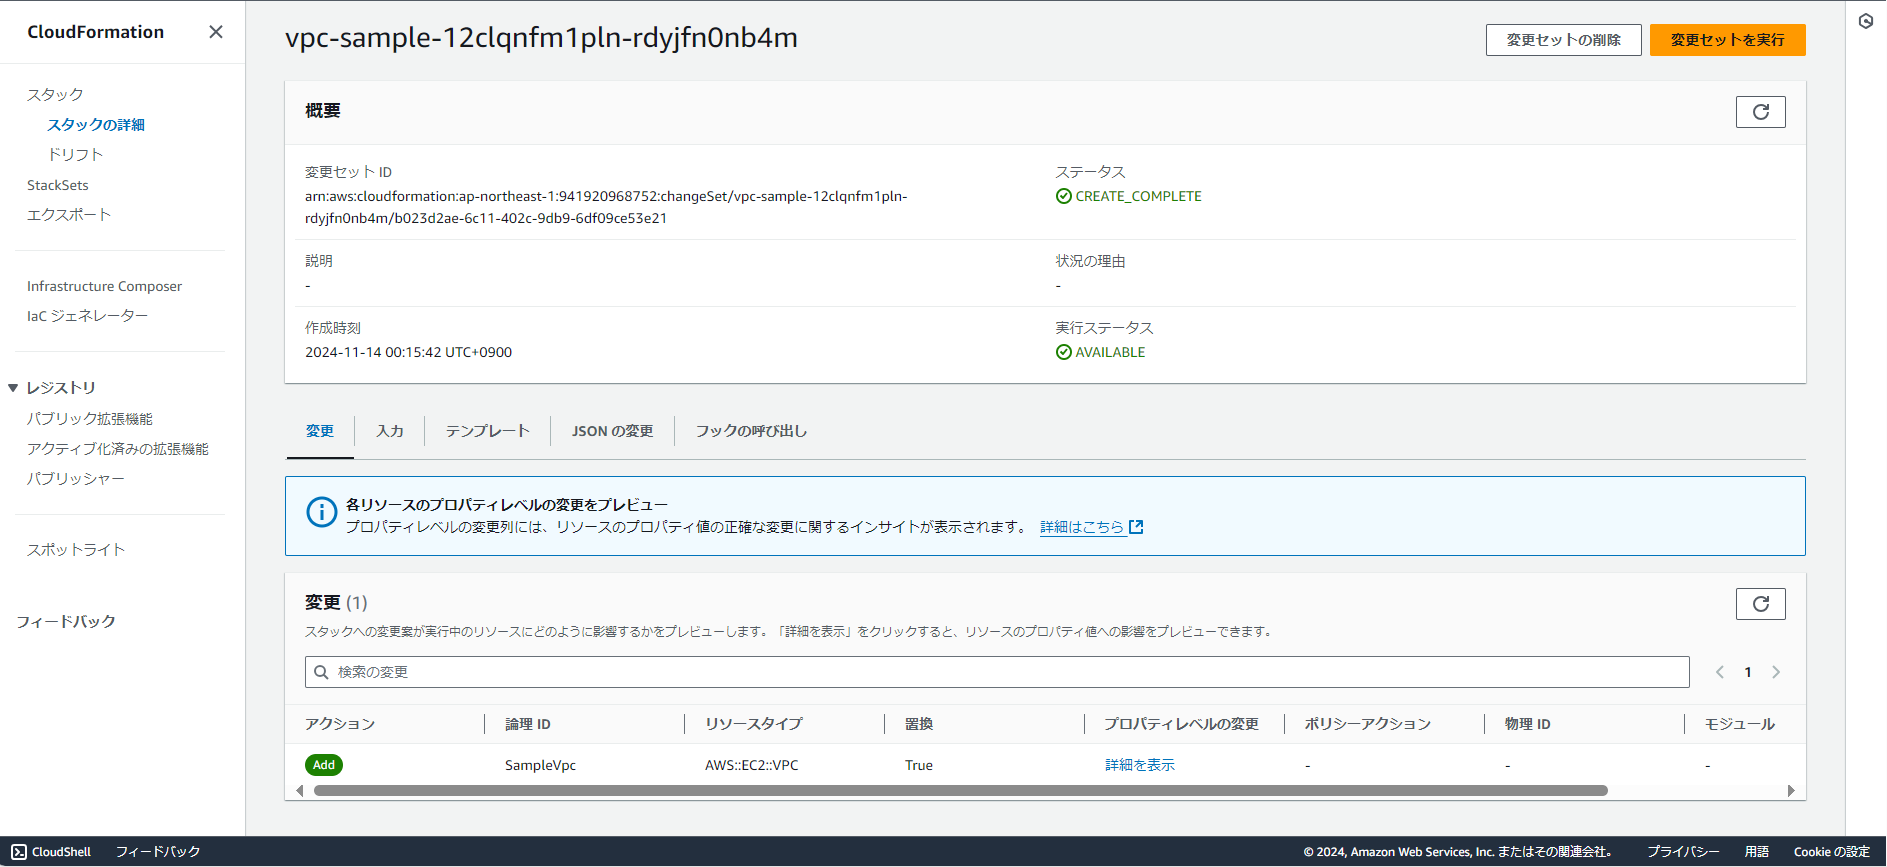 CloudFormation
スタック
スタックの詳細
ドリフト
StackSets
エクスポート
Infrastructure Composer
IaC ジェネレーター
レジストリ
パブリック拡張機能
アクティブ化済みの拡張機能
パブリッシャー
スポットライト
フィードバック
vpc-sample-12clqnfm1pln-rdyjfn0nb4m
変更セットの削除
変更セットを実行
概要
変更セット ID
arn:aws:cloudformation:ap-northeast-1:941920968752:changeSet/vpc-sample-12clqnfm1pln-
rdyjfn0nb4m/b023d2ae-6c11-402c-9db9-6df09ce53e21
ステータス
CREATE_COMPLETE
説明
-
状況の理由
-
作成時刻
2024-11-14 00:15:42 UTC+0900
実行ステータス
AVAILABLE
変更 入力 テンプレート JSON の変更 フックの呼び出し
各リソースのプロパティレベルの変更をプレビュー
プロパティレベルの変更列には、リソースのプロパティ値の正確な変更に関するインサイトが表示されます。 詳細はこちら
変更 (1)
スタックへの変更案が実行中のリソースにどのように影響するかをプレビューします。「詳細を表示」をクリックすると、リソースのプロパティ値への影響をプレビューできます。
検索の変更
1
アクション 論理 ID リソースタイプ 置換 プロパティレベルの変更 ポリシーアクション 物理 ID モジュール
Add SampleVpc AWS::EC2::VPC True 詳細を表示 - - -
CloudShell フィードバック © 2024, Amazon Web Services, Inc. またはその関連会社。 プライバシー 用語 Cookie の設定